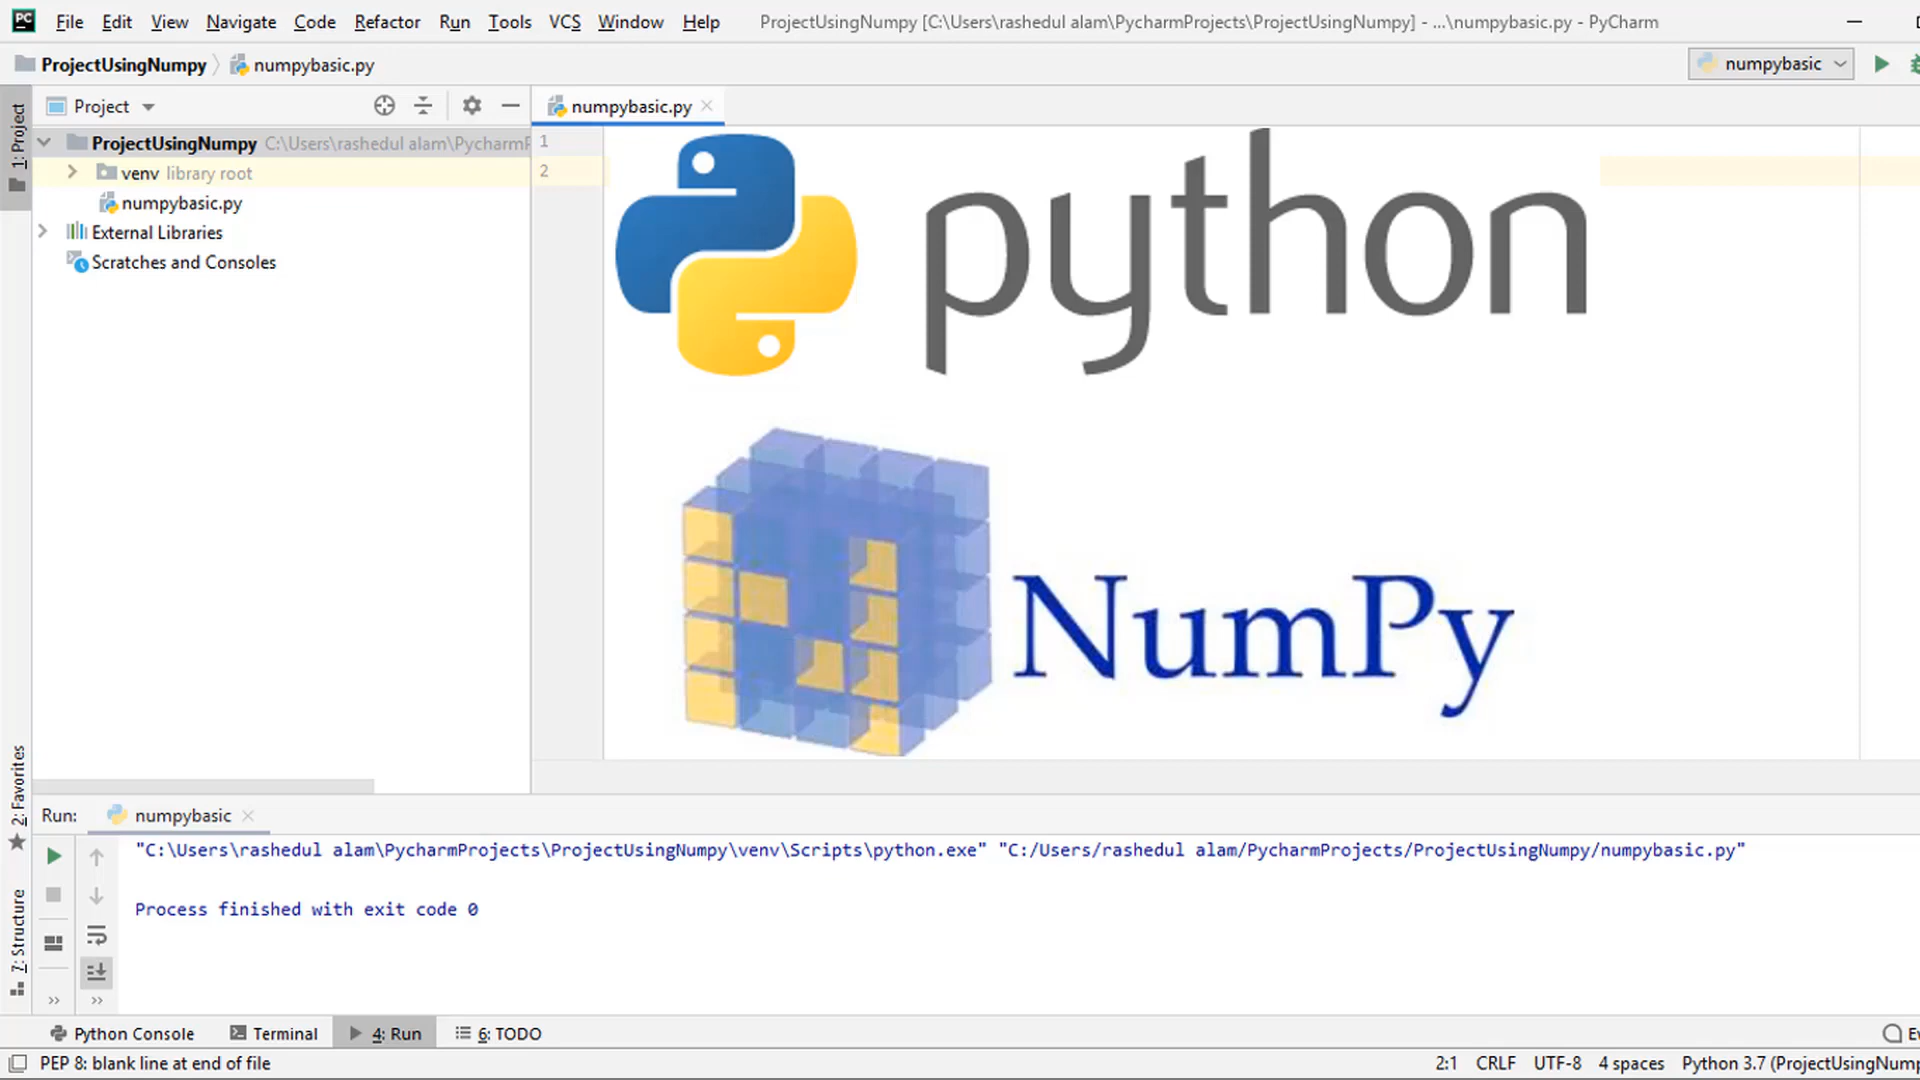 File Edit View Navigate Code Refactor Run Tools VCS Window Help ProjectUsingNumpy [C:\Users\rashedul alam\PycharmProjects\ProjectUsingNumpy] - ...\numpybasic.py - PyCharm
ProjectUsingNumpy numpybasic.py numpybasic
1: Project
Project
numpybasic.py
ProjectUsingNumpy C:\Users\rashedul alam\PycharmP
venv library root
numpybasic.py
External Libraries
Scratches and Consoles
1
2
python
NumPy
2: Favorites
7: Structure
Run: numpybasic
"C:\Users\rashedul alam\PycharmProjects\ProjectUsingNumpy\venv\Scripts\python.exe" "C:/Users/rashedul alam/PycharmProjects/ProjectUsingNumpy/numpybasic.py"
Process finished with exit code 0
Python Console Terminal 4: Run 6: TODO
PEP 8: blank line at end of file 2:1 CRLF UTF-8 4 spaces Python 3.7 (ProjectUsingNump